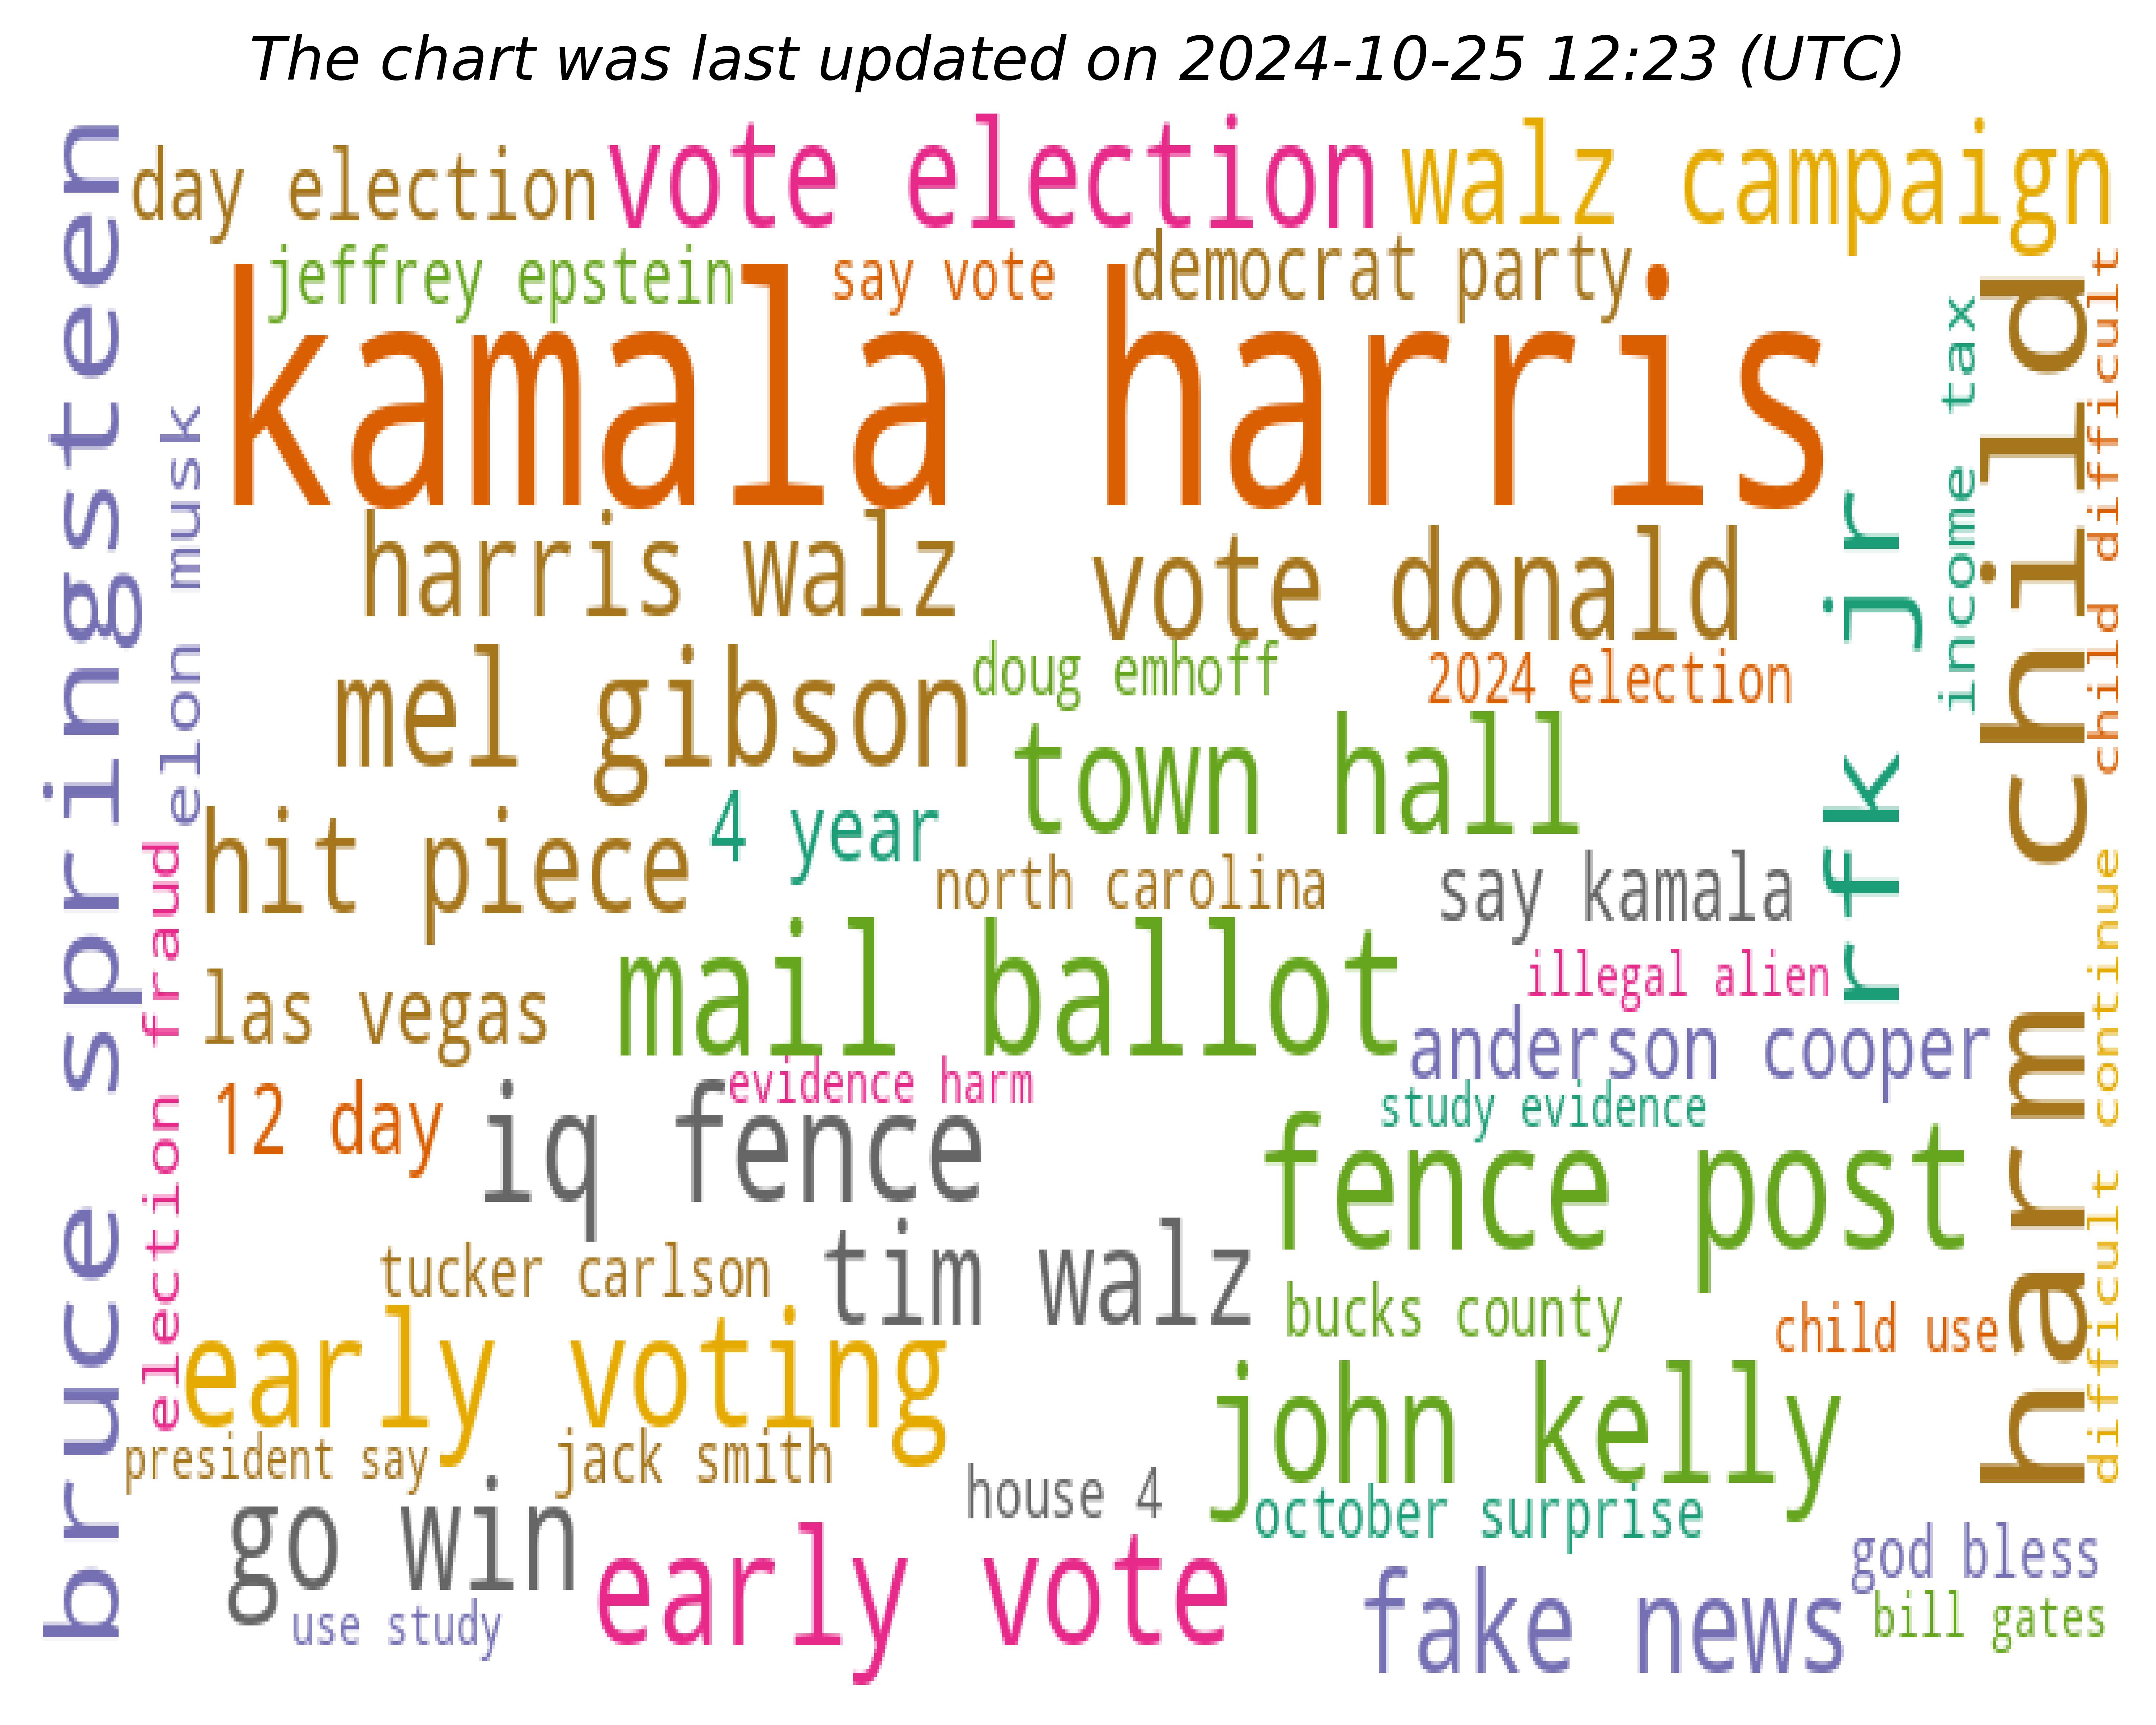 The chart was last updated on 2024-10-25 12:23 (UTC)
bruce springsteen
day election
vote election
walz campaign
jeffrey epstein
say vote
democrat party
kamala harris
elon musk
income tax
harm child
child difficult
harris walz
vote donald
rfk jr
mel gibson
doug emhoff
2024 election
town hall
hit piece
4 year
north carolina
say kamala
election fraud
mail ballot
illegal alien
las vegas
anderson cooper
difficult continue
evidence harm
study evidence
12 day
iq fence
fence post
tucker carlson
tim walz
bucks county
child use
early voting
john kelly
president say
jack smith
house 4
october surprise
go win
early vote
god bless
use study
fake news
bill gates